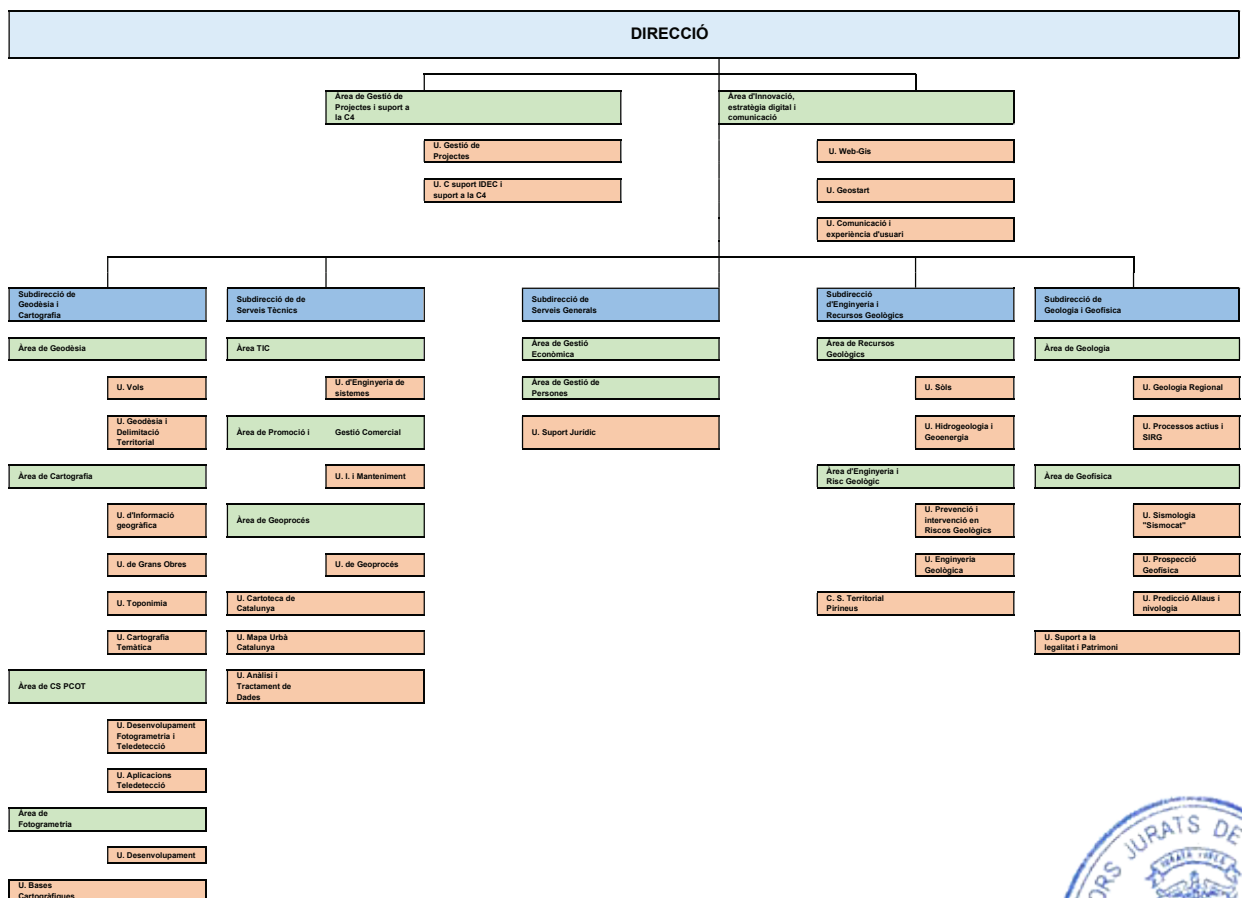 DIRECCIÓ
Àrea de Gestió de
Projectes i suport a
la C4
Àrea d'Innovació,
estratègia digital i
comunicació
U. Gestió de
Projectes
U. Web-Gis
U. C suport IDEC i
suport a la C4
U. Geostart
U. Comunicació i
experiència d'usuari
Subdirecció de
Geodèsia i
Cartografia
Àrea de Geodèsia
U. Vols
U. Geodèsia i
Delimitació
Territorial
Àrea de Cartografia
U. d'Informació
geogràfica
U. de Grans Obres
U. Toponimia
U. Cartografia
Temàtica
Àrea de CS PCOT
U. Desenvolupament
Fotogrametria i
Teledetecció
U. Aplicacions
Teledetecció
Àrea de
Fotogrametria
U. Desenvolupament
U. Bases
Cartogràfiques
Subdirecció de de
Serveis Tècnics
Àrea TIC
U. d'Enginyeria de
sistemes
Àrea de Promoció i Gestió Comercial
U. I. i Manteniment
Àrea de Geoprocés
U. de Geoprocés
U. Cartoteca de
Catalunya
U. Mapa Urbà
Catalunya
U. Anàlisi i
Tractament de
Dades
Subdirecció de
Serveis Generals
Àrea de Gestió
Econòmica
Àrea de Gestió de
Persones
U. Suport Jurídic
Subdirecció
d'Enginyeria i
Recursos Geològics
Àrea de Recursos
Geològics
U. Sòls
U. Hidrogeologia i
Geoenergia
Àrea d'Enginyeria i
Risc Geològic
U. Prevenció i
intervenció en
Riscos Geològics
U. Enginyeria
Geològica
C. S. Territorial
Pirineus
Subdirecció de
Geologia i Geofísica
Àrea de Geologia
U. Geologia Regional
U. Processos actius i
SIRG
Àrea de Geofísica
U. Sismologia
"Sismocat"
U. Prospecció
Geofísica
U. Predicció Allaus i
nivologia
U. Suport a la
legalitat i Patrimoni
ORS JURATS DE